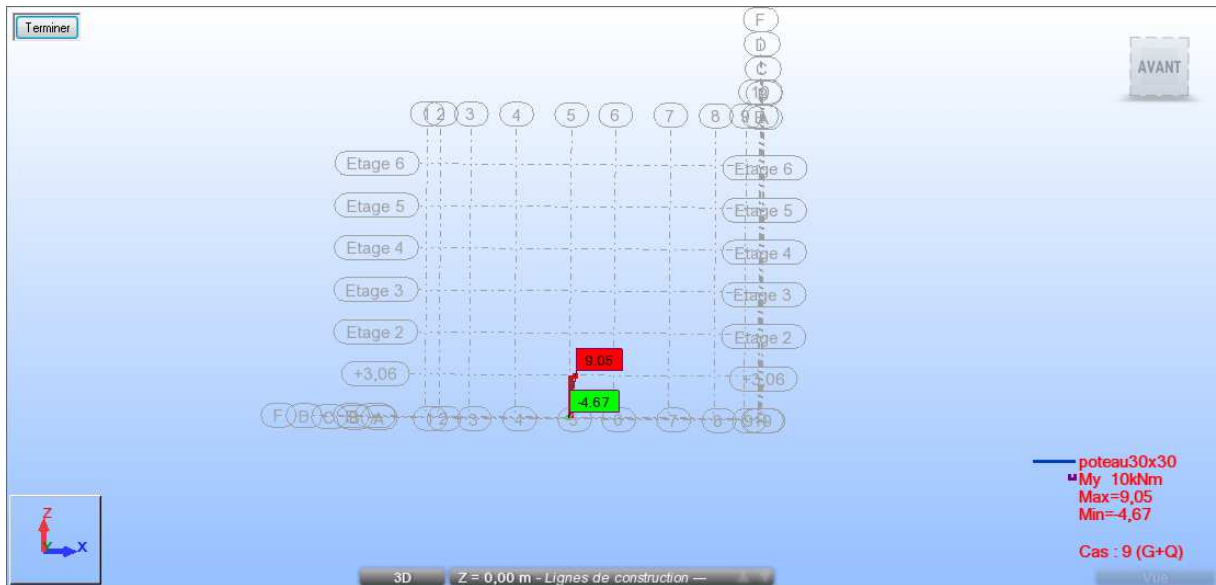 Terminer
AVANT
F
D
C
10
1 2 3 4 5 6 7 8 9 A
Etage 6 Etage 6
Etage 5 Etage 5
Etage 4 Etage 4
Etage 3 Etage 3
Etage 2 Etage 2
9.05
+3,06 +3,06
-4.67
F D C B A 1 2 3 4 5 6 7 8 9
poteau30x30
My 10kNm
Max=9,05
Min=-4,67
Cas : 9 (G+Q)
Z
X
3D Z = 0,00 m - Lignes de construction —
Vue